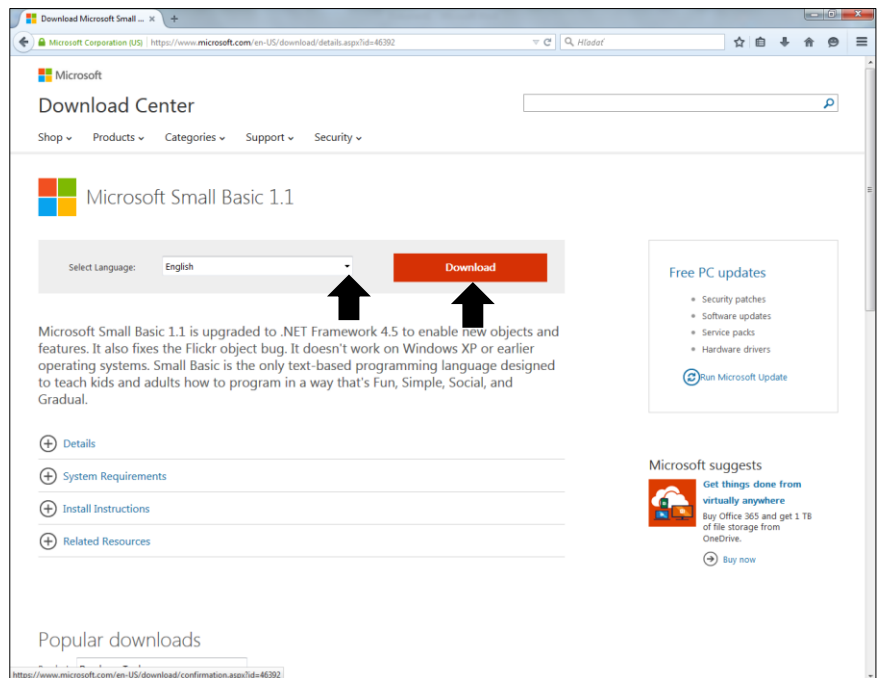 Download Microsoft Small ...
Microsoft Corporation (US) https://www.microsoft.com/en-US/download/details.aspx?id=46392
Hľadať
Microsoft
Download Center
Shop Products Categories Support Security
Microsoft Small Basic 1.1
Select Language: English Download
Microsoft Small Basic 1.1 is upgraded to .NET Framework 4.5 to enable new objects and
features. It also fixes the Flickr object bug. It doesn't work on Windows XP or earlier
operating systems. Small Basic is the only text-based programming language designed
to teach kids and adults how to program in a way that's Fun, Simple, Social, and
Gradual.
Details
System Requirements
Install Instructions
Related Resources
Free PC updates
Security patches
Software updates
Service packs
Hardware drivers
Run Microsoft Update
Microsoft suggests
Get things done from
virtually anywhere
Buy Office 365 and get 1 TB
of file storage from
OneDrive.
Buy now
Popular downloads
https://www.microsoft.com/en-US/download/confirmation.aspx?id=46392